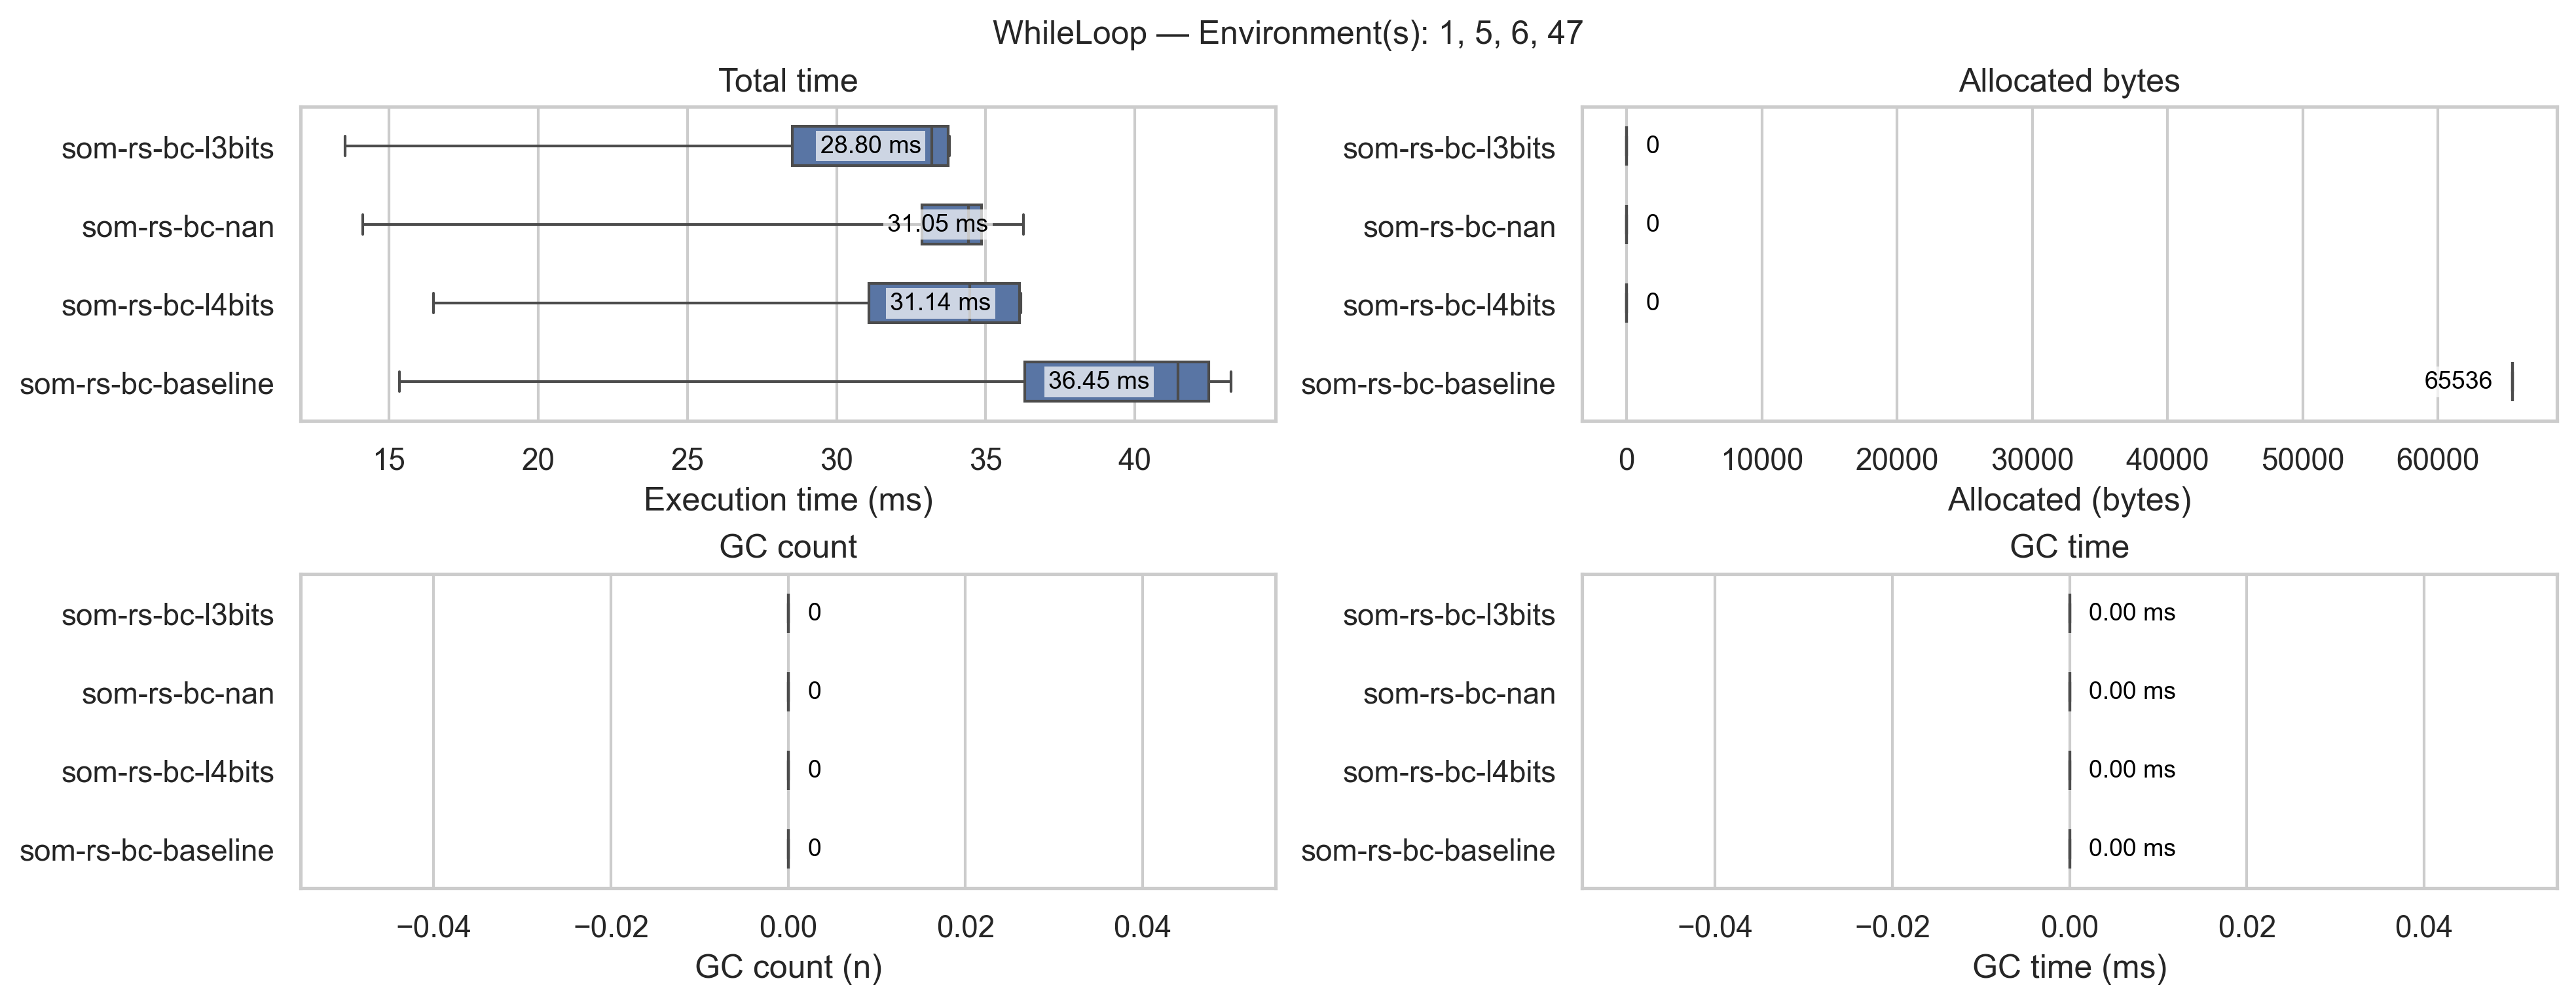 WhileLoop — Environment(s): 1, 5, 6, 47
Total time
som-rs-bc-l3bits
28.80 ms
som-rs-bc-nan
31.05 ms
som-rs-bc-l4bits
31.14 ms
som-rs-bc-baseline
36.45 ms
15 20 25 30 35 40
Execution time (ms)
Allocated bytes
som-rs-bc-l3bits
0
som-rs-bc-nan
0
som-rs-bc-l4bits
0
som-rs-bc-baseline
65536
0 10000 20000 30000 40000 50000 60000
Allocated (bytes)
GC count
som-rs-bc-l3bits
0
som-rs-bc-nan
0
som-rs-bc-l4bits
0
som-rs-bc-baseline
0
−0.04 −0.02 0.00 0.02 0.04
GC count (n)
GC time
som-rs-bc-l3bits
0.00 ms
som-rs-bc-nan
0.00 ms
som-rs-bc-l4bits
0.00 ms
som-rs-bc-baseline
0.00 ms
−0.04 −0.02 0.00 0.02 0.04
GC time (ms)